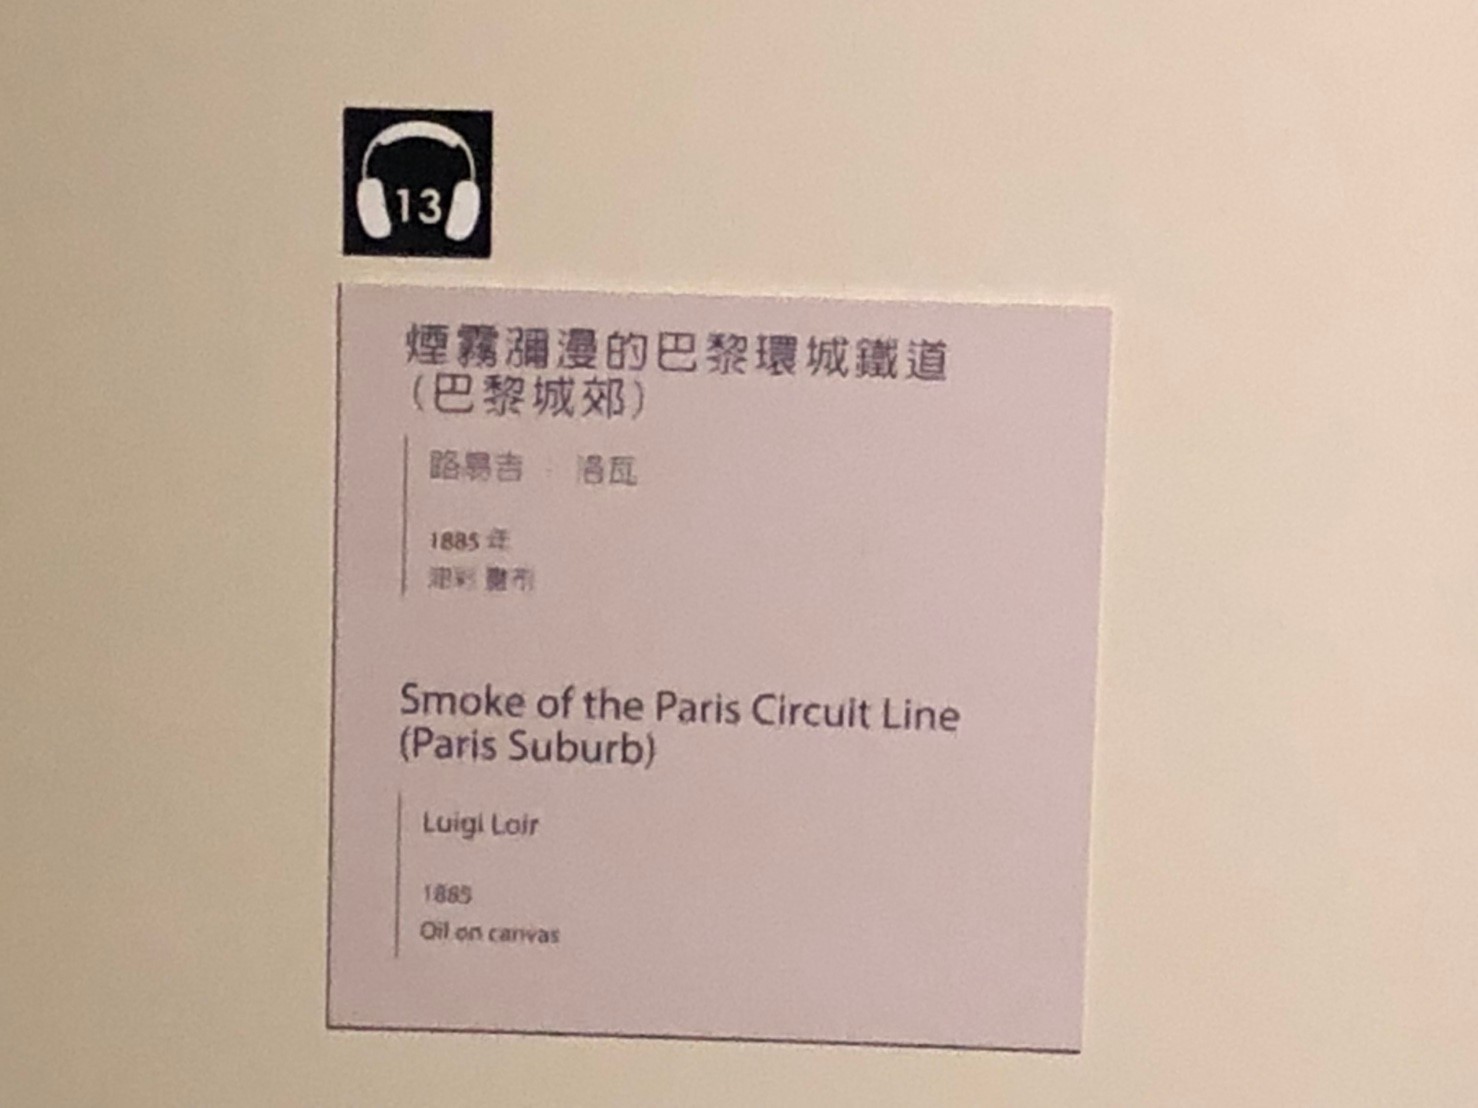 13
煙霧瀰漫的巴黎環城鐵道
(巴黎城郊)
路易吉 · 洛瓦
1885 年
油彩 畫布
Smoke of the Paris Circuit Line
(Paris Suburb)
Luigi Loir
1885
Oil on canvas